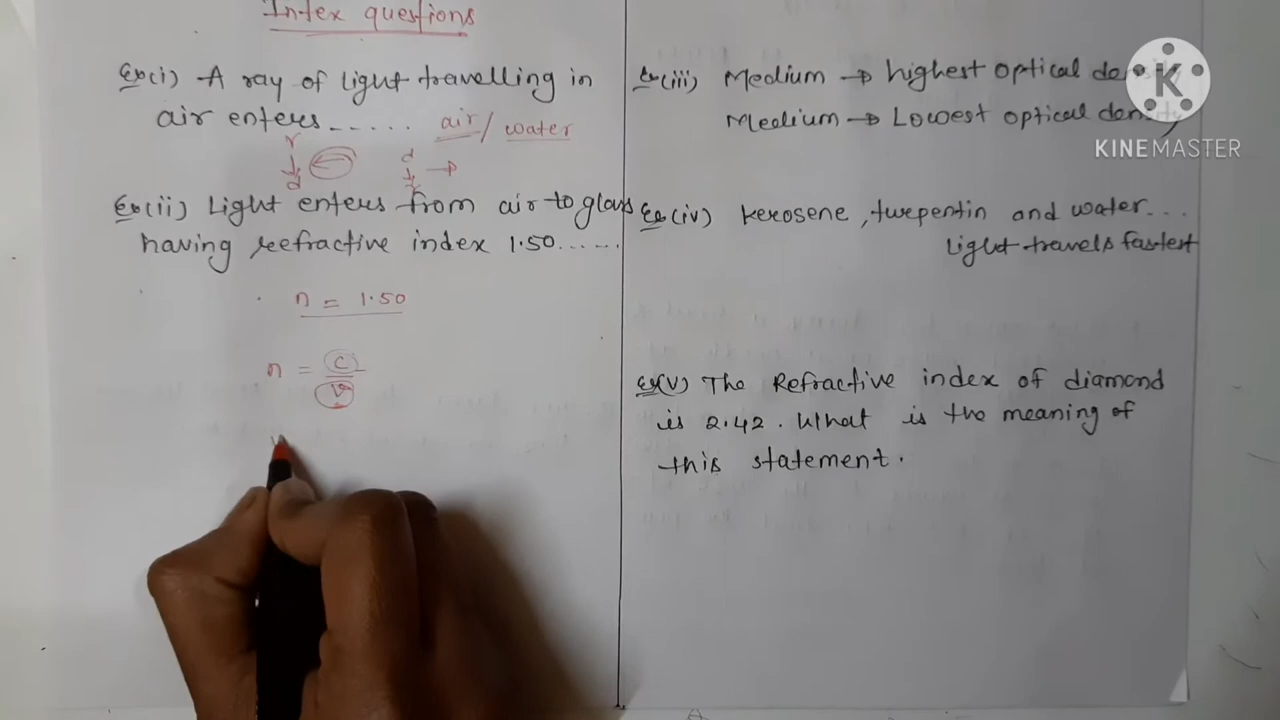 Intex questions
Ex(i) A ray of light travelling in
air enters..... air/water
r
d
d
r
Ex(ii) Light enters from air to glass
having reefractive index 1.50......
n = 1.50
n = c/v
Ex(iii) Medium → highest optical density
Medium → Lowest optical density
K
KINEMASTER
Ex(iv) Kerosene, turpentin and water...
Light travels fastest
Ex(v) The Refractive index of diamond
is 2.42. What is the meaning of
this statement.